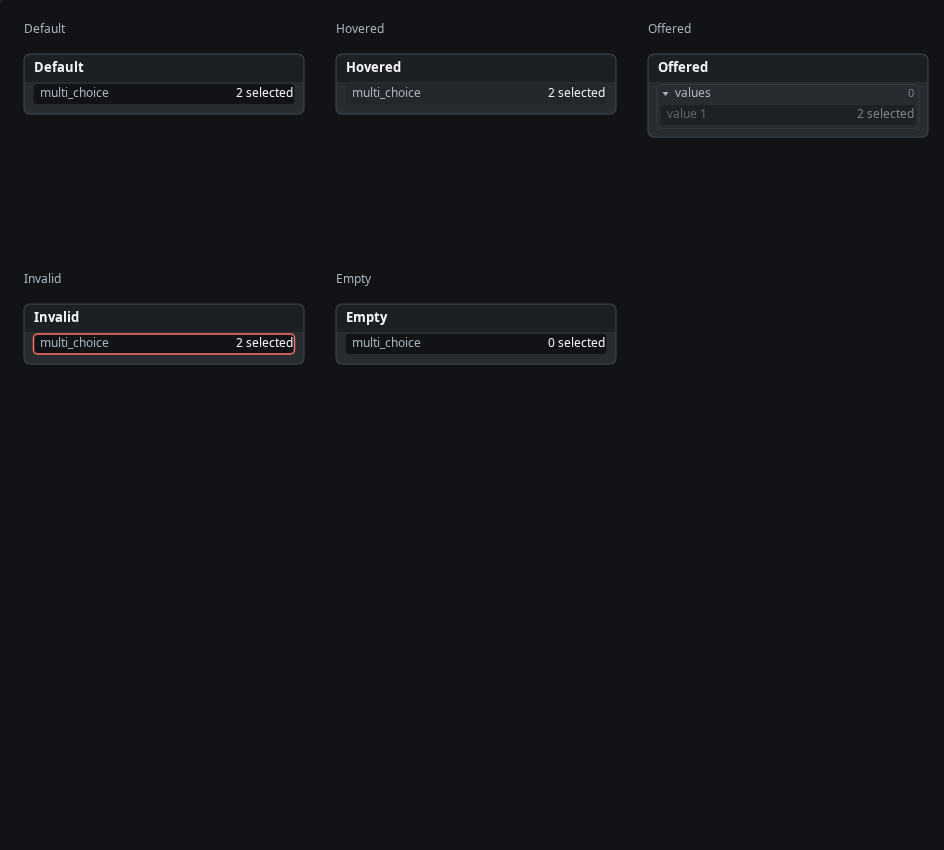 Default
Hovered
Offered
Default
multi_choice 2 selected
Hovered
multi_choice 2 selected
Offered
values 0
value 1 2 selected
Invalid
Empty
Invalid
multi_choice 2 selected
Empty
multi_choice 0 selected